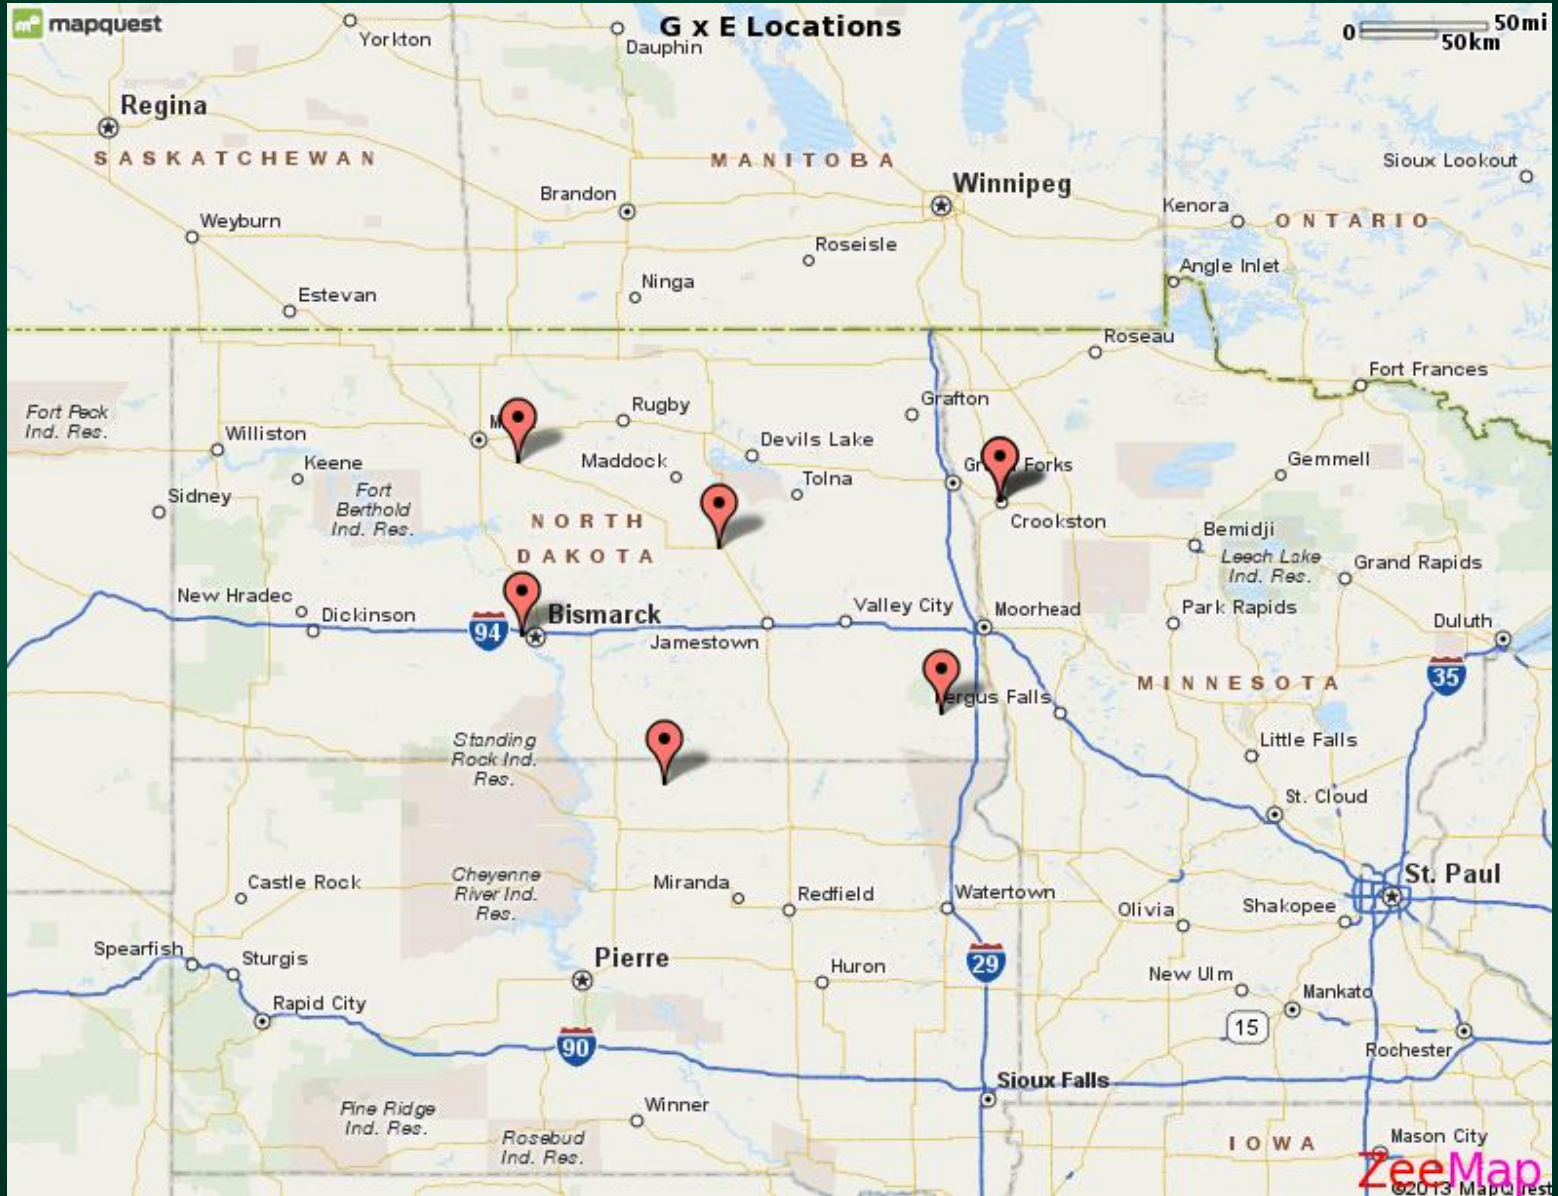 mapquest
G x E Locations
0
50mi
50km
Yorkton
Dauphin
Regina
SASKATCHEWAN
MANITOBA
Sioux Lookout
Brandon
Winnipeg
Kenora
ONTARIO
Weyburn
Roseisle
Angle Inlet
Ninga
Estevan
Roseau
Fort Frances
Fort Peck
Ind. Res.
Rugby
Grafton
Williston
Devils Lake
Maddock
Keene
Tolna
Forks
Gemmell
Sidney
Fort
Berthold
Ind. Res.
NORTH
DAKOTA
Crookston
Bemidji
Leech Lake
Ind. Res.
Grand Rapids
New Hradec
Dickinson
94
Bismarck
Jamestown
Valley City
Moorhead
Park Rapids
Duluth
35
MINNESOTA
ergus Falls
Standing
Rock Ind.
Res.
Little Falls
St. Cloud
Castle Rock
Cheyenne
River Ind.
Res.
Miranda
Redfield
Watertown
Olivia
Shakopee
St. Paul
Spearfish
Sturgis
Pierre
Huron
29
New Ulm
Mankato
Rapid City
15
90
Rochester
Sioux Falls
Pine Ridge
Ind. Res.
Winner
Rosebud
Ind. Res.
IOWA
Mason City
ZeeMap
©2013 MapQuest